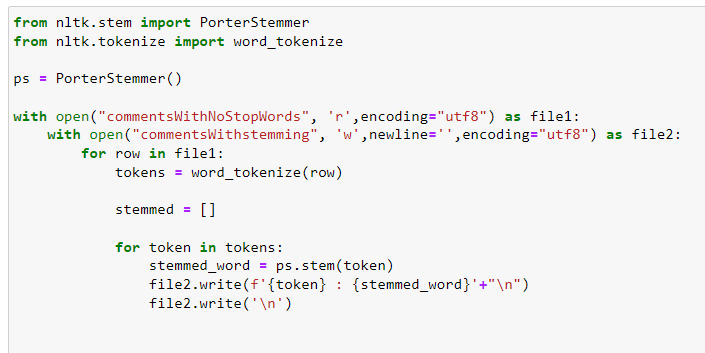 from nltk.stem import PorterStemmer
from nltk.tokenize import word_tokenize

ps = PorterStemmer()

with open("commentsWithNoStopWords", 'r',encoding="utf8") as file1:
    with open("commentsWithstemming", 'w',newline='',encoding="utf8") as file2:
        for row in file1:
            tokens = word_tokenize(row)

            stemmed = []

            for token in tokens:
                stemmed_word = ps.stem(token)
                file2.write(f'{token} : {stemmed_word}'+"\n")
                file2.write('\n')